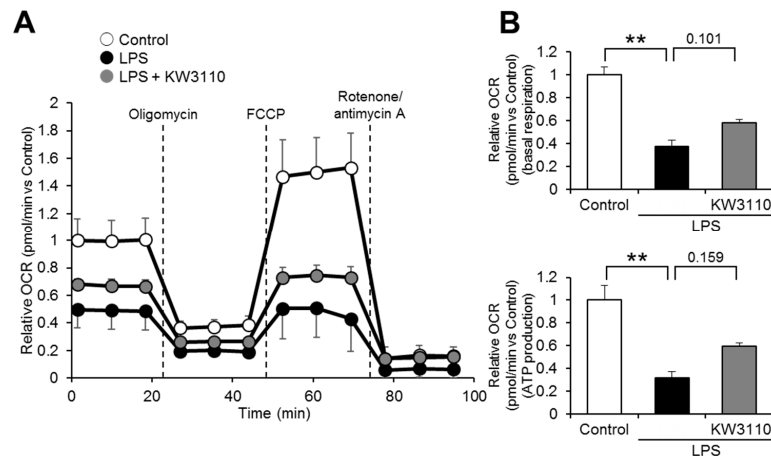 A
Control
LPS
LPS + KW3110
Oligomycin
FCCP
Rotenone/
antimycin A
Relative OCR (pmol/min vs Control)
2
1.8
1.6
1.4
1.2
1
0.8
0.6
0.4
0.2
0
0 20 40 60 80 100
Time (min)
B
** 0.101
Relative OCR
(pmol/min vs Control)
(basal respiration)
1.2
1
0.8
0.6
0.4
0.2
0
Control KW3110
LPS
** 0.159
Relative OCR
(pmol/min vs Control)
(ATP production)
1.2
1
0.8
0.6
0.4
0.2
0
Control KW3110
LPS